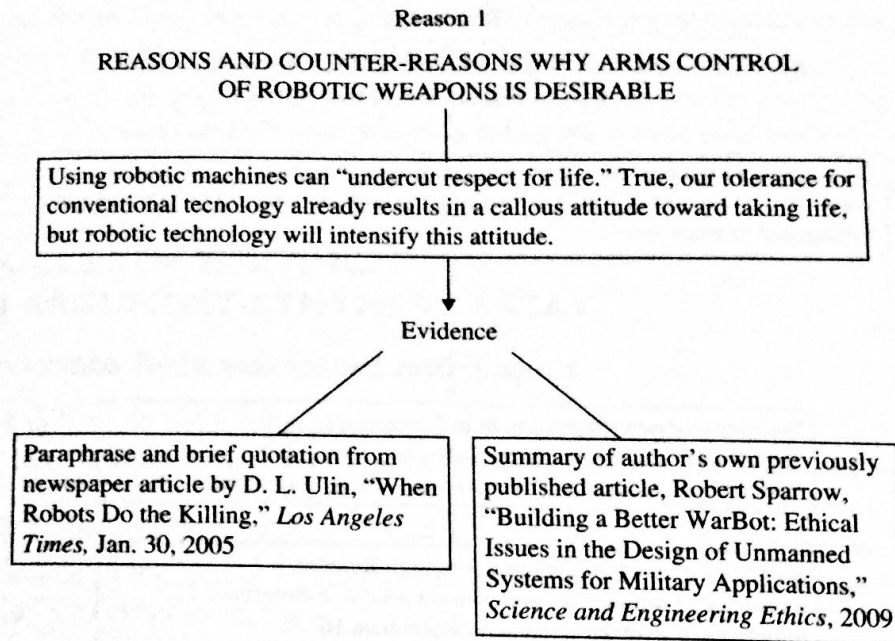 Reason 1
REASONS AND COUNTER-REASONS WHY ARMS CONTROL
OF ROBOTIC WEAPONS IS DESIRABLE
Using robotic machines can “undercut respect for life.” True, our tolerance for
conventional tecnology already results in a callous attitude toward taking life,
but robotic technology will intensify this attitude.
Evidence
Paraphrase and brief quotation from
newspaper article by D. L. Ulin, “When
Robots Do the Killing,” Los Angeles
Times, Jan. 30, 2005
Summary of author’s own previously
published article, Robert Sparrow,
“Building a Better WarBot: Ethical
Issues in the Design of Unmanned
Systems for Military Applications,”
Science and Engineering Ethics, 2009